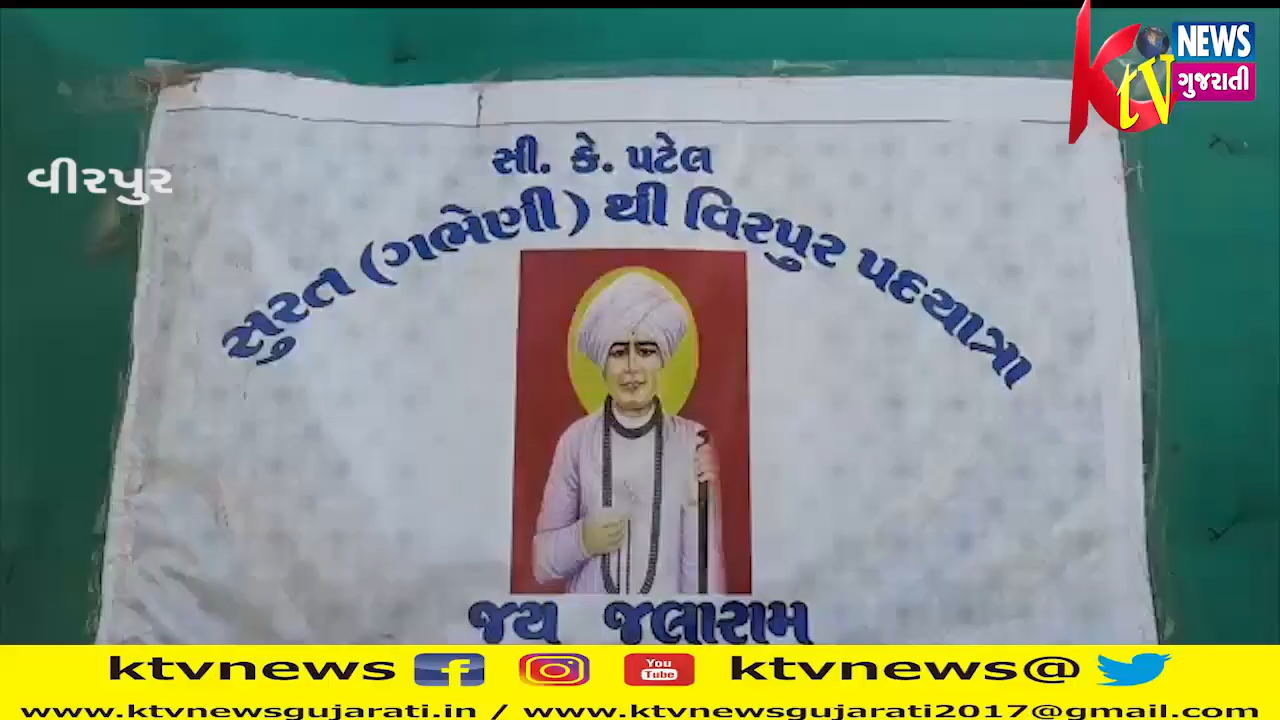 Ktv NEWS
ગુજરાતી
વીરપુર
સી. કે. પટેલ
સુરત (ગભેણી) થી વિરપુર પદયાત્રા
જય જલારામ
ktvnews f You Tube ktvnews@
www.ktvnewsgujarati.in / www.ktvnewsgujarati2017@gmail.com